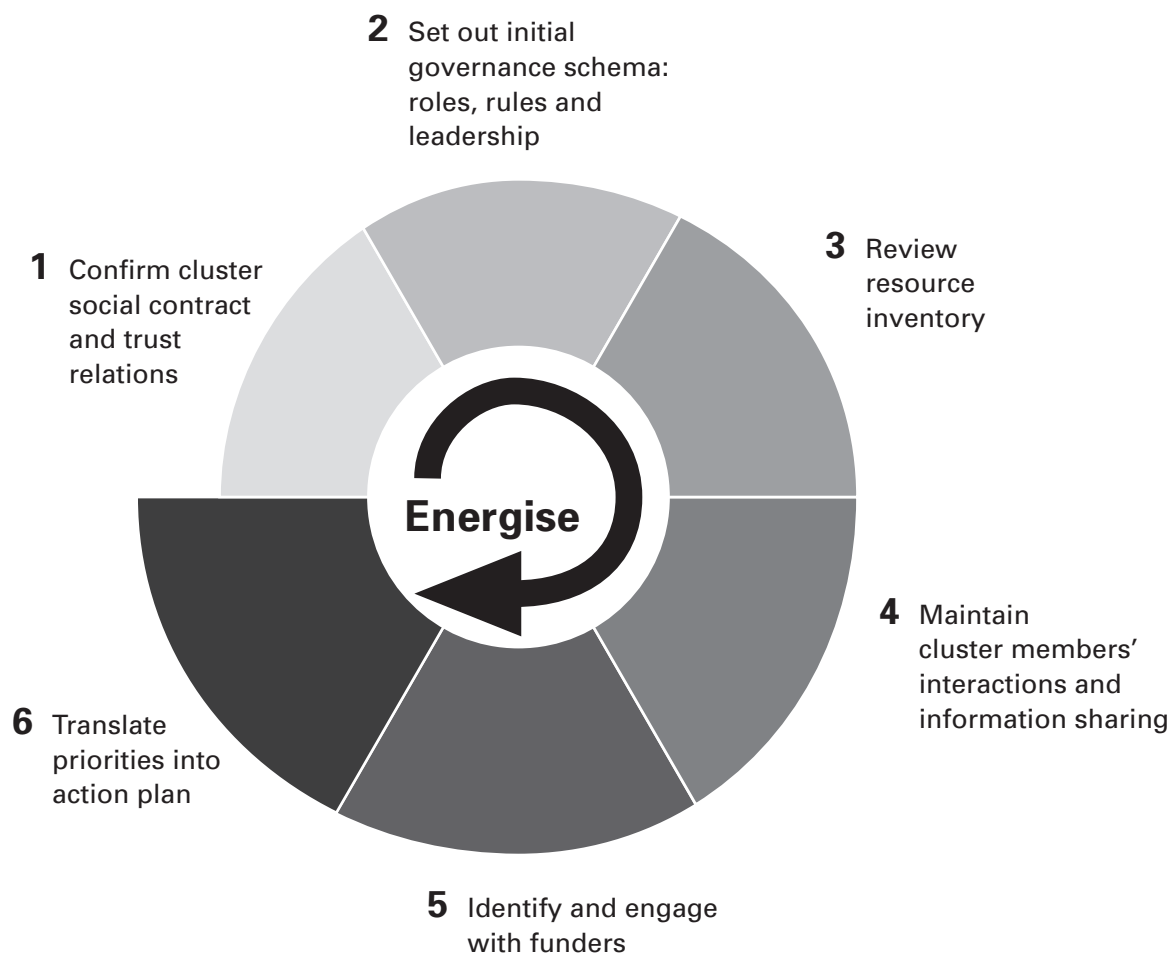 2 Set out initial
governance schema:
roles, rules and
leadership
1 Confirm cluster
social contract
and trust
relations
3 Review
resource
inventory
Energise
4 Maintain
cluster members’
interactions and
information sharing
6 Translate
priorities into
action plan
5 Identify and engage
with funders